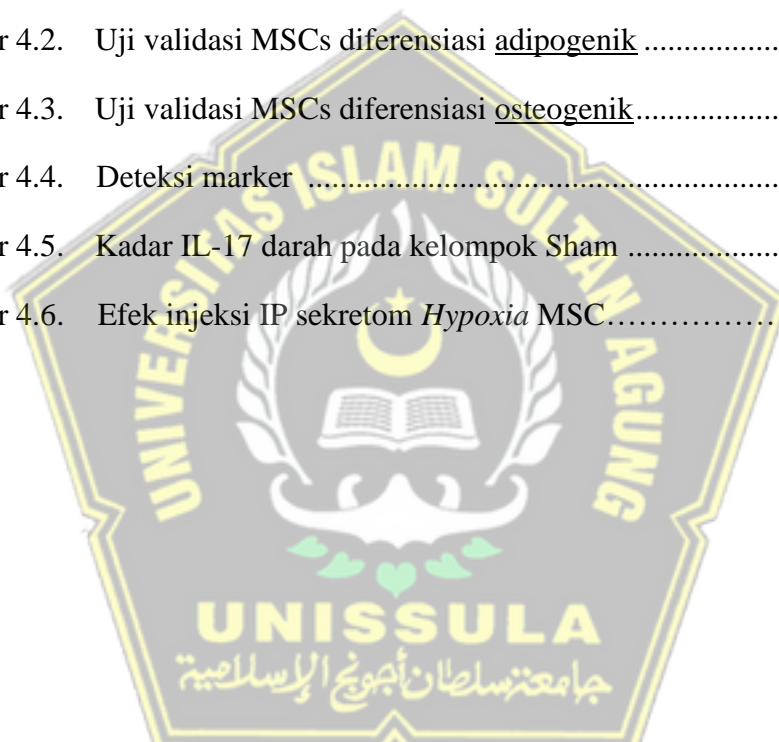 r 4.2. Uji validasi MSCs diferensiasi adipogenik ...................
r 4.3. Uji validasi MSCs diferensiasi osteogenik....................
r 4.4. Deteksi marker ..................................................................
r 4.5. Kadar IL-17 darah pada kelompok Sham ...................
r 4.6. Efek injeksi IP sekretom Hypoxia MSC………………
UNIVERSITAS ISLAM SULTAN AGUNG
UNISSULA
جامعتسلطان أجونج الإسلامية